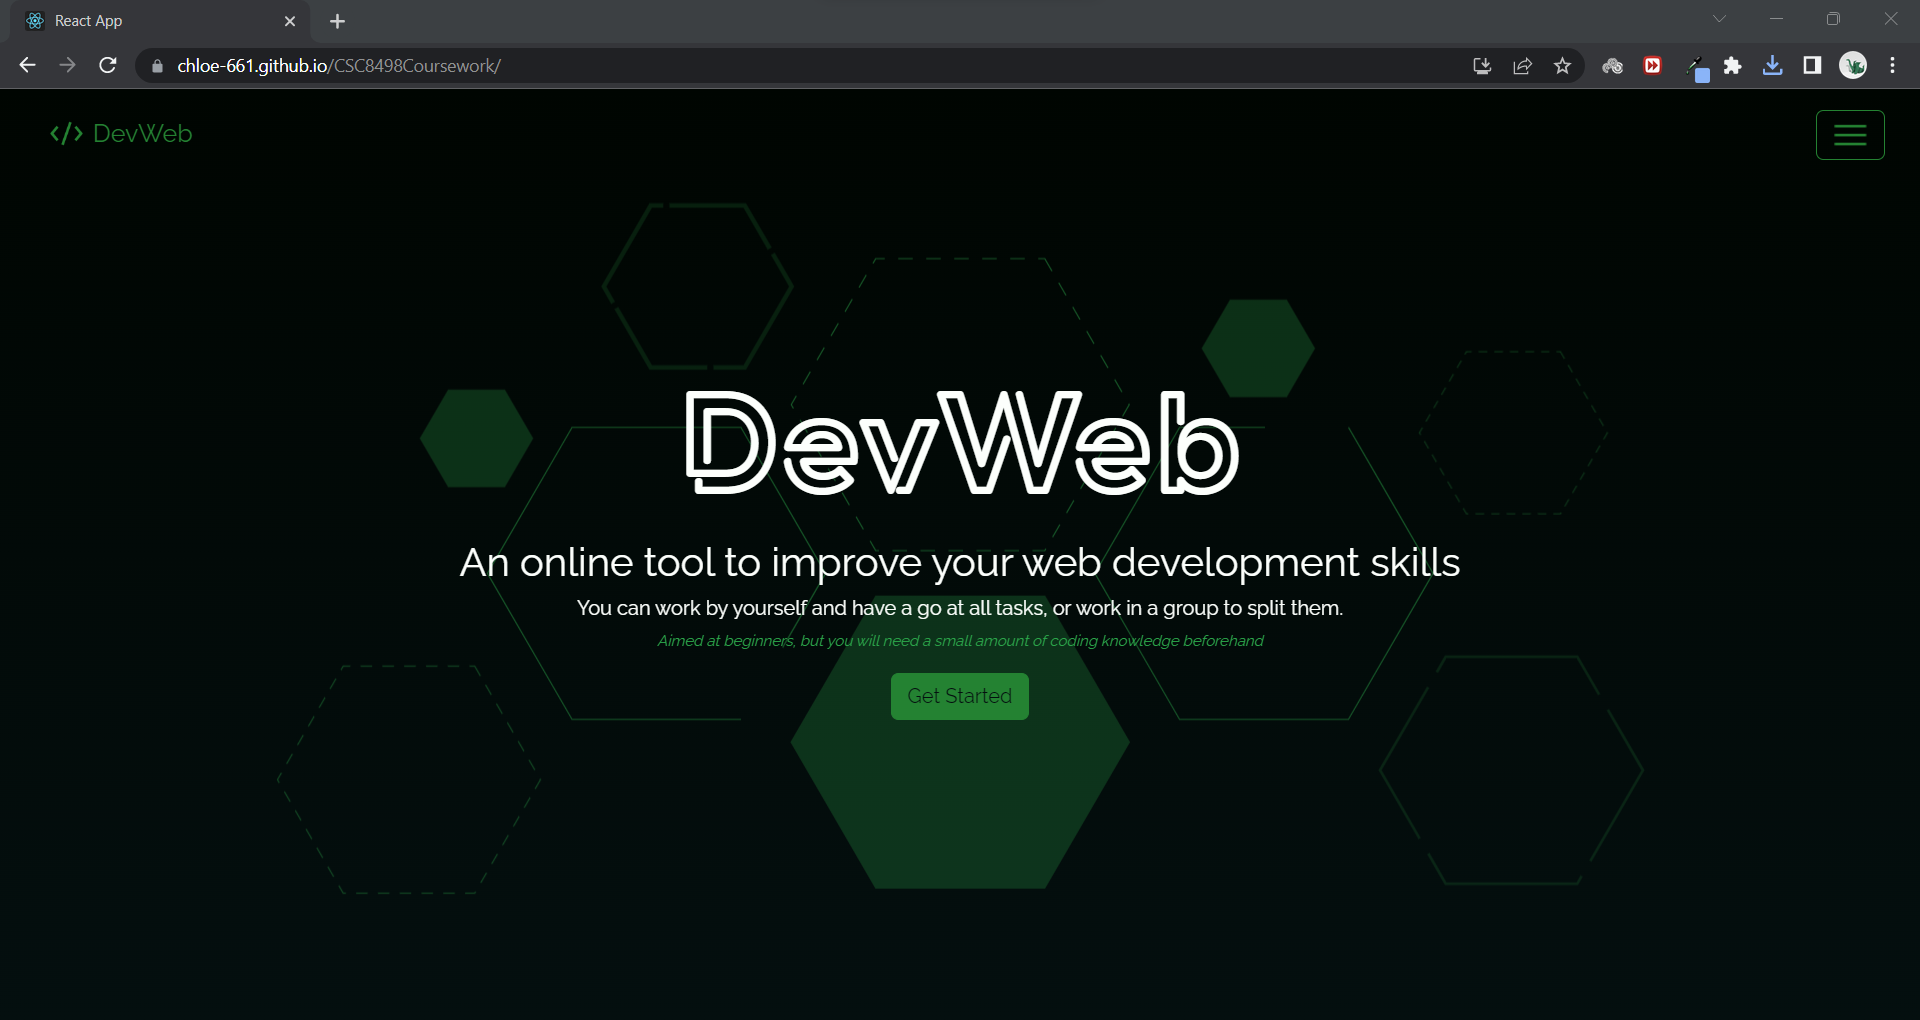 React App
chloe-661.github.io/CSC8498Coursework/
</> DevWeb
DevWeb
An online tool to improve your web development skills
You can work by yourself and have a go at all tasks, or work in a group to split them.
Aimed at beginners, but you will need a small amount of coding knowledge beforehand
Get Started